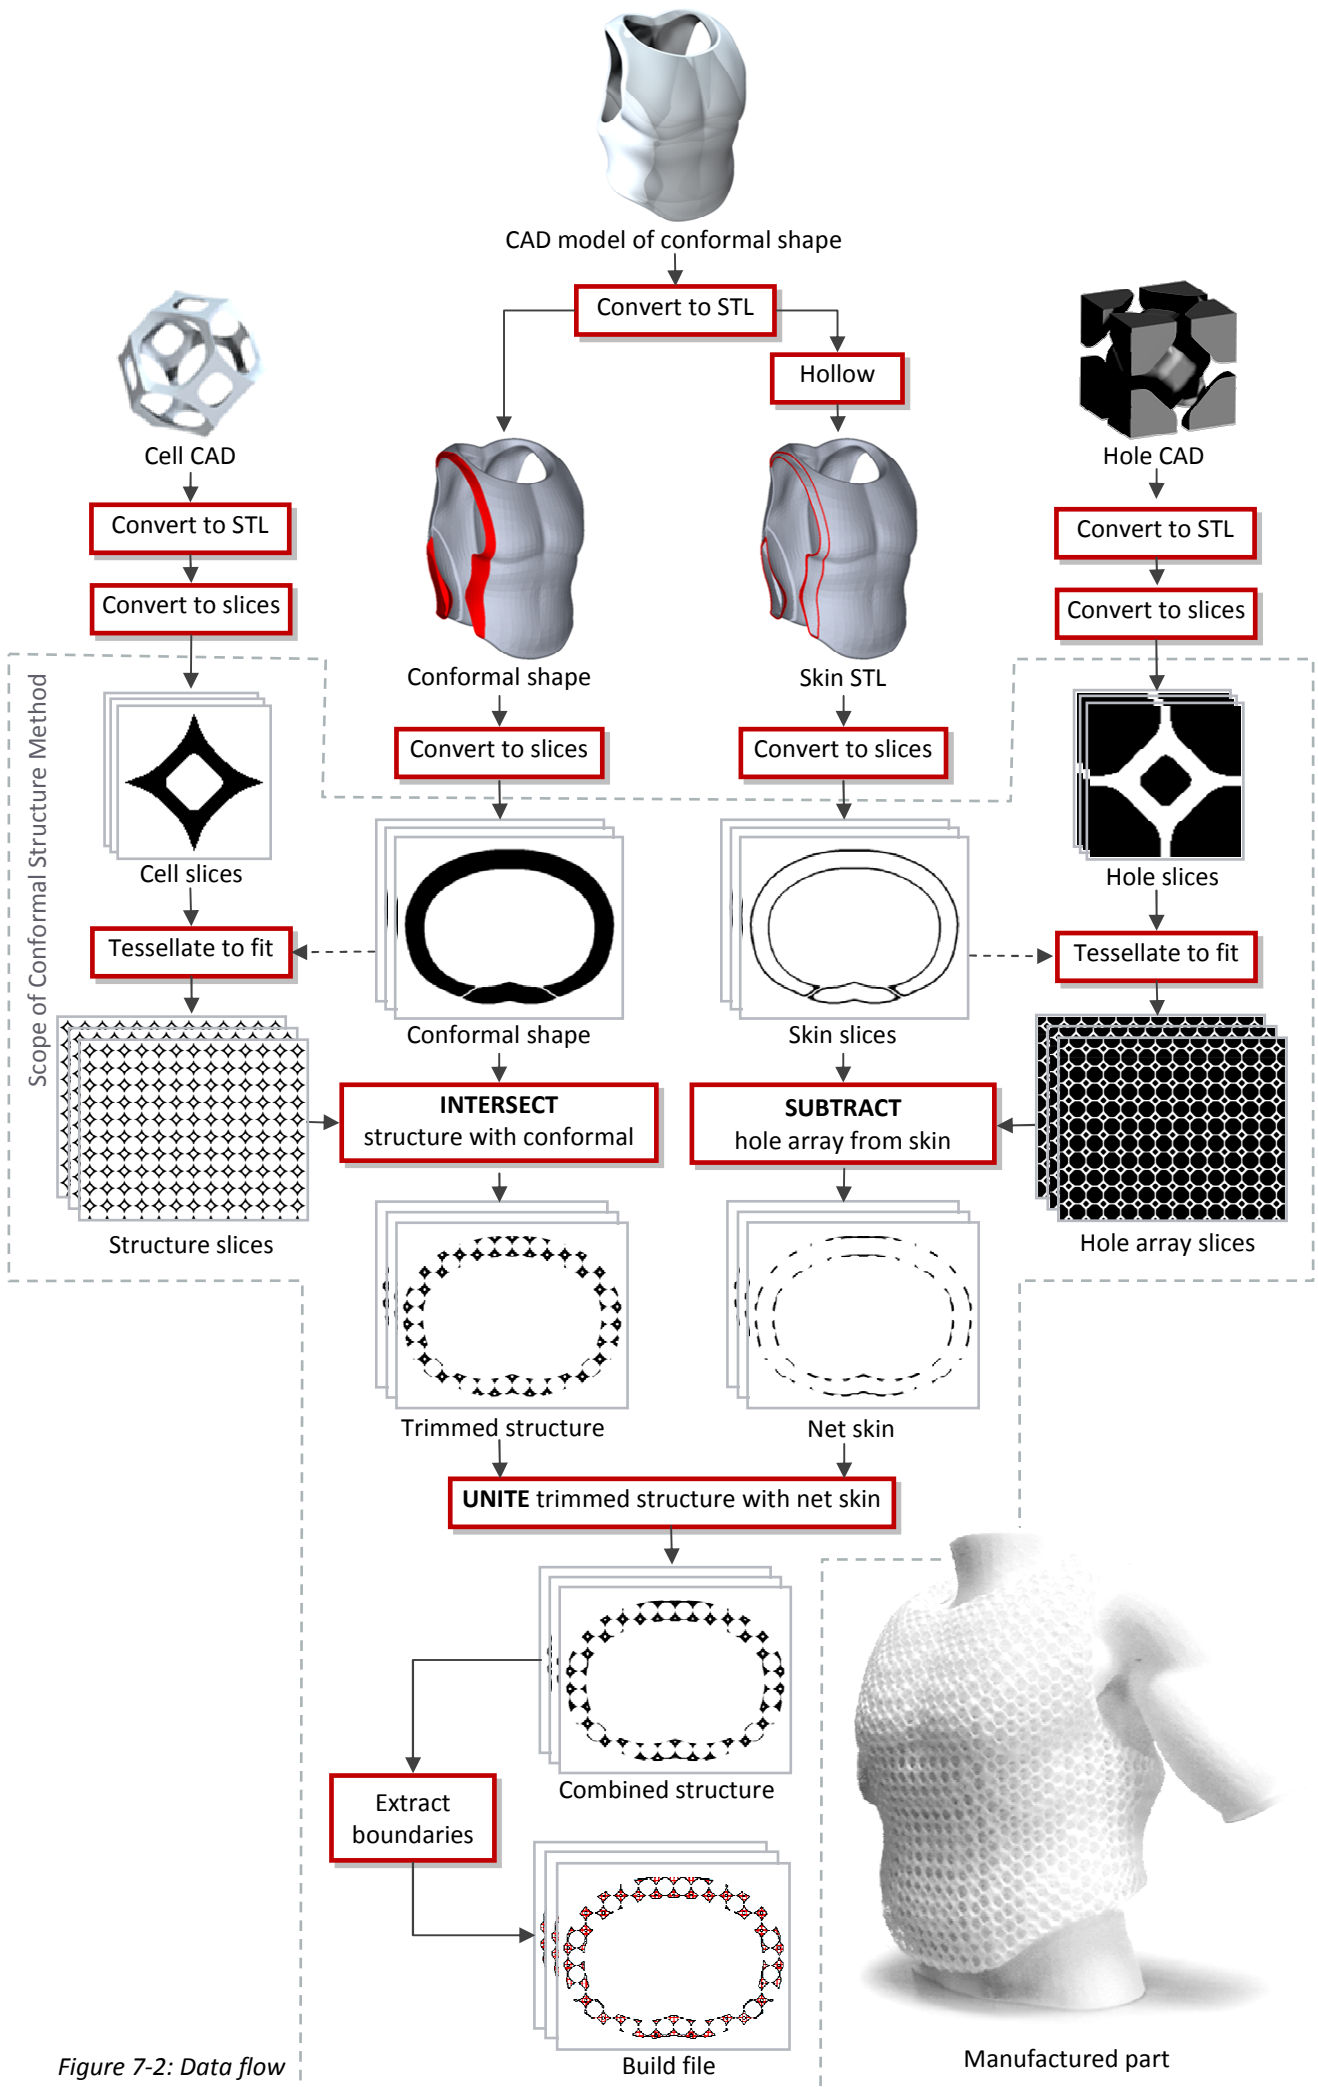 CAD model of conformal shape
Convert to STL
Hollow
Cell CAD
Hole CAD
Convert to STL
Convert to STL
Convert to slices
Convert to slices
Conformal shape
Skin STL
Scope of Conformal Structure Method
Convert to slices
Convert to slices
Cell slices
Hole slices
Tessellate to fit
Tessellate to fit
Conformal shape
Skin slices
INTERSECT
structure with conformal
SUBTRACT
hole array from skin
Structure slices
Hole array slices
Trimmed structure
Net skin
UNITE trimmed structure with net skin
Combined structure
Extract
boundaries
Build file
Manufactured part
Figure 7-2: Data flow